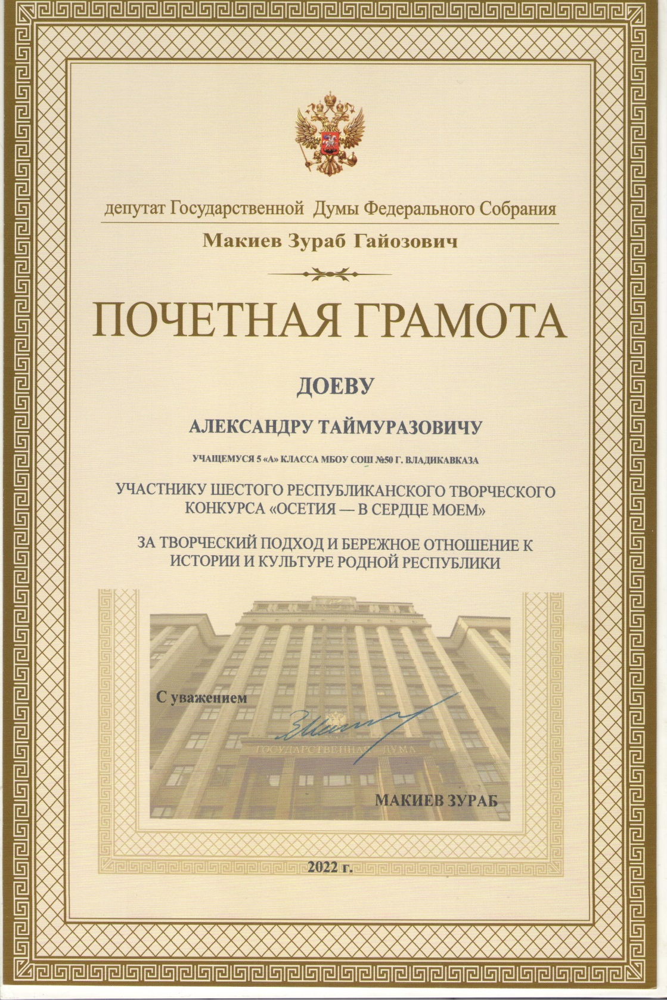 депутат Государственной Думы Федерального Собрания
Макиев Зураб Гайозович
ПОЧЕТНАЯ ГРАМОТА
ДОЕВУ
АЛЕКСАНДРУ ТАЙМУРАЗОВИЧУ
УЧАЩЕМУСЯ 5 «А» КЛАССА МБОУ СОШ №50 Г. ВЛАДИКАВКАЗА
УЧАСТНИКУ ШЕСТОГО РЕСПУБЛИКАНСКОГО ТВОРЧЕСКОГО
КОНКУРСА «ОСЕТИЯ — В СЕРДЦЕ МОЕМ»
ЗА ТВОРЧЕСКИЙ ПОДХОД И БЕРЕЖНОЕ ОТНОШЕНИЕ К
ИСТОРИИ И КУЛЬТУРЕ РОДНОЙ РЕСПУБЛИКИ
С уважением
ГОСУДАРСТВЕННАЯ ДУМА
МАКИЕВ ЗУРАБ
2022 г.